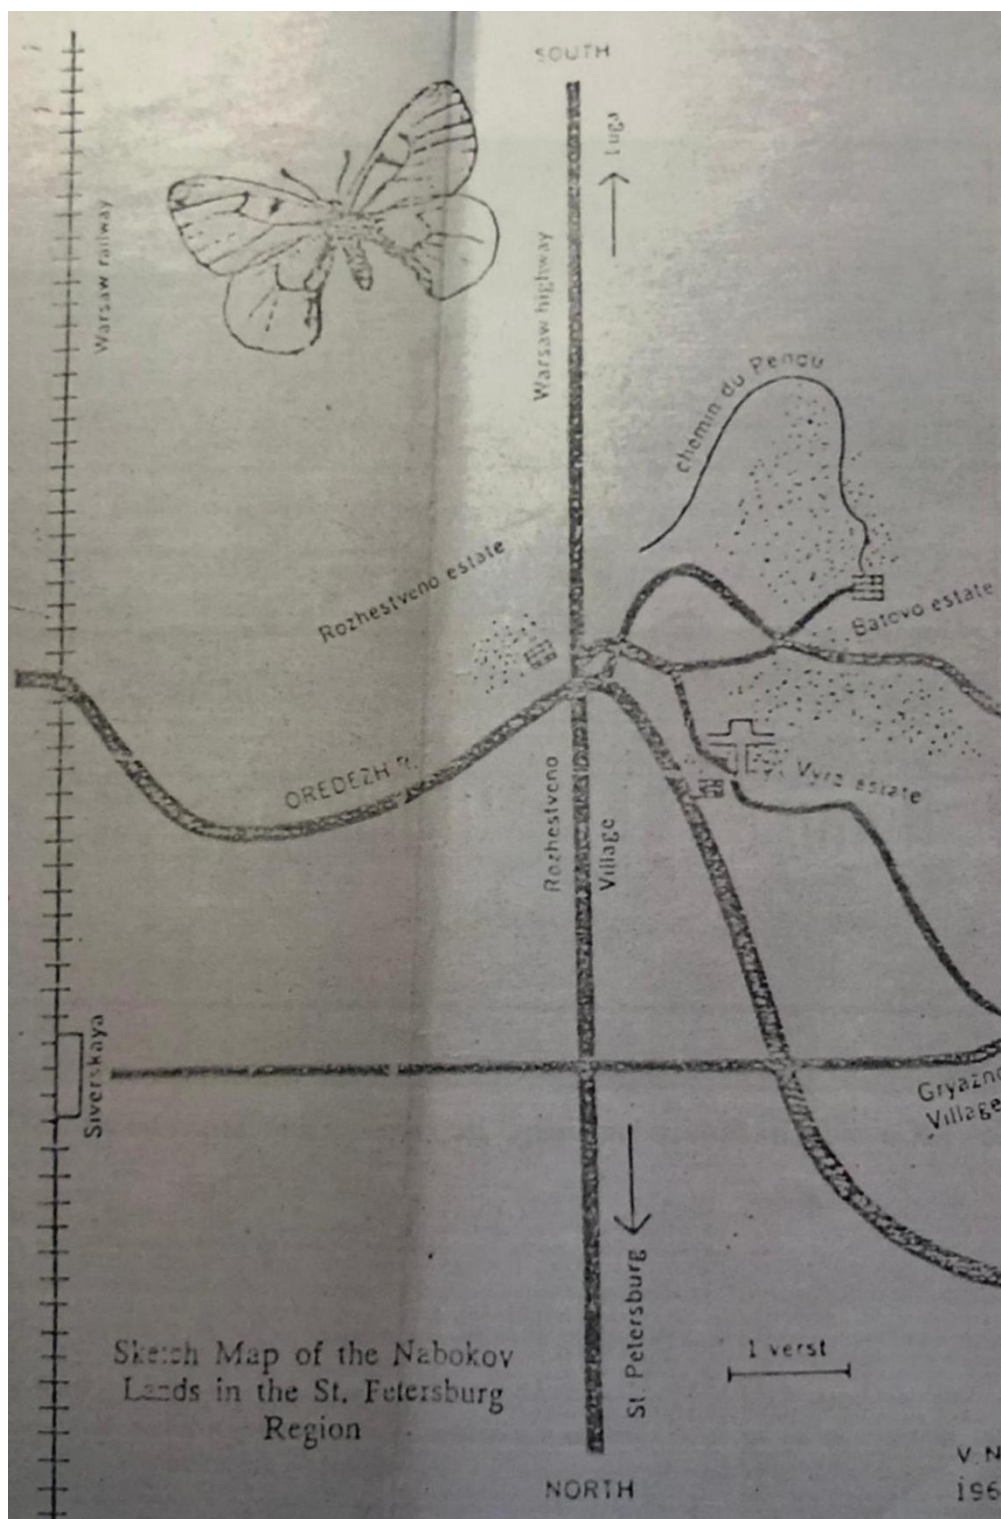 SOUTH
Luga
Warsaw railway
Warsaw highway
chemin du Pendu
Rozhestveno estate
Batovo estate
OREDEZH R.
Vyra estate
Rozhestveno
Village
Siverskaya
Gryazno
Village
St. Petersburg
1 verst
Sketch Map of the Nabokov
Lands in the St. Petersburg
Region
NORTH
V. N
196